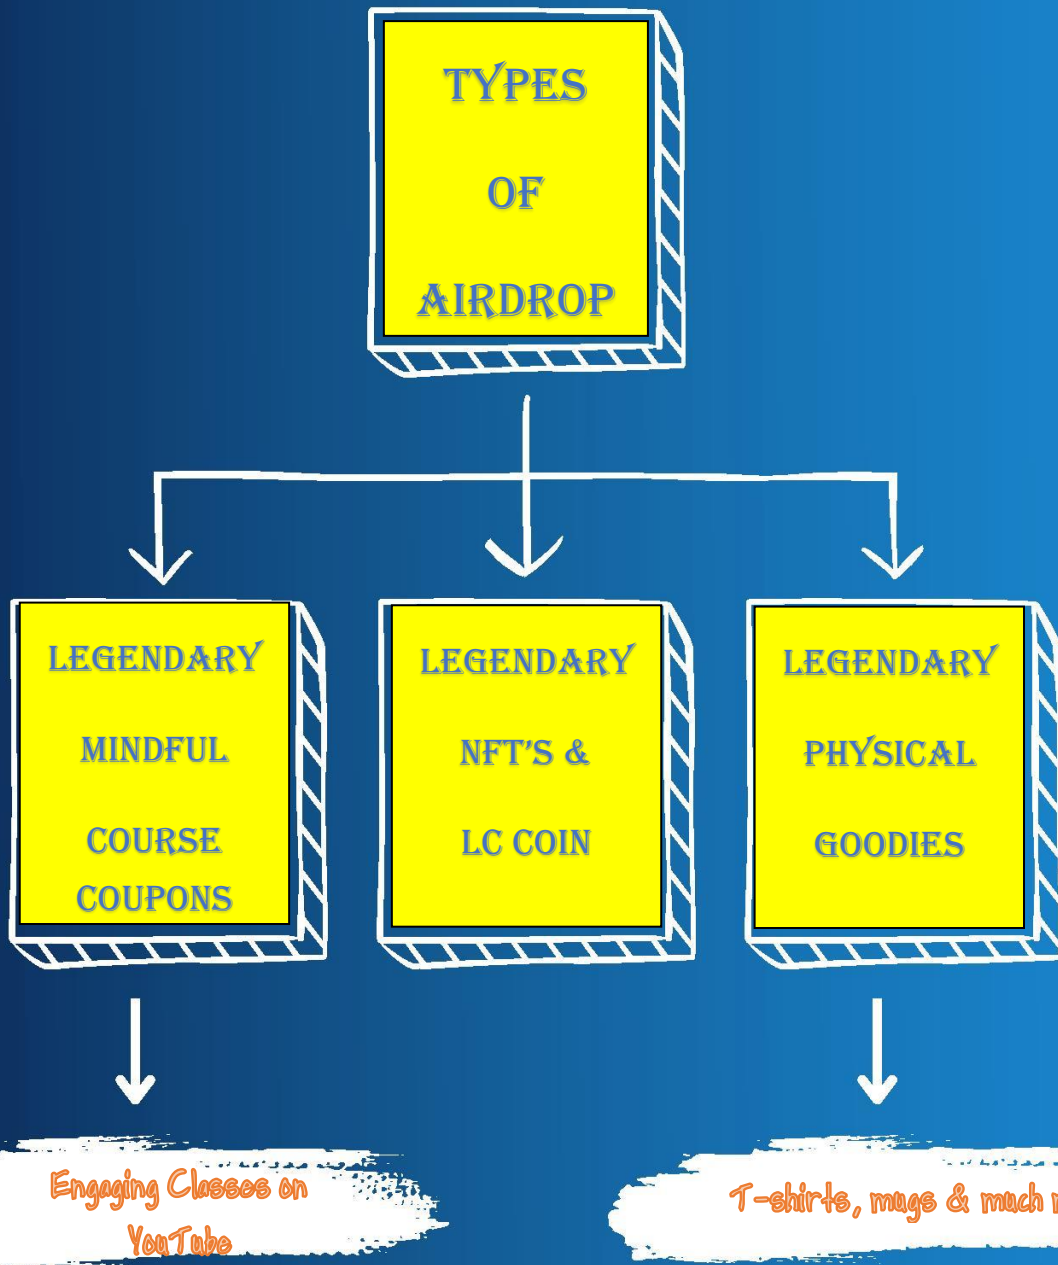 TYPES
OF
AIRDROP
LEGENDARY
MINDFUL
COURSE
COUPONS
LEGENDARY
NFT'S &
LC COIN
LEGENDARY
PHYSICAL
GOODIES
Engaging Classes on
YouTube
T-shirts, mugs & much